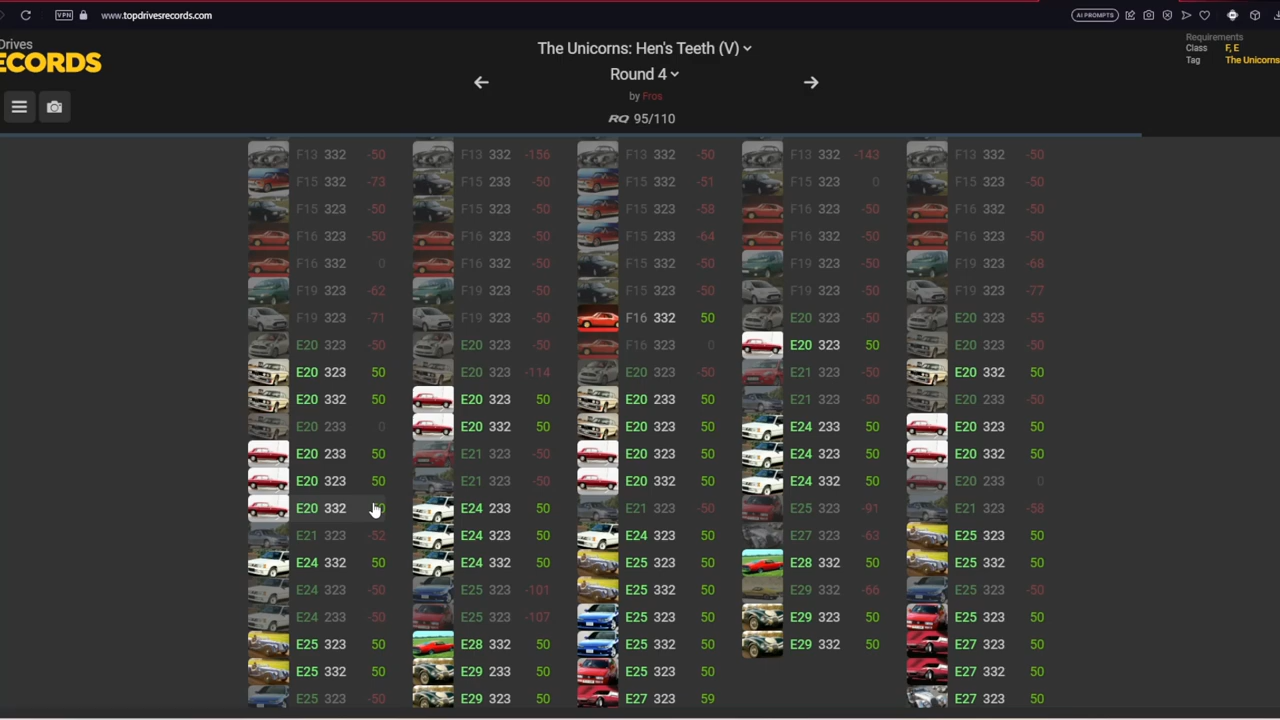 VPN www.topdrivesrecords.com AI PROMPTS
Drives
ECORDS
The Unicorns: Hen's Teeth (V)
Round 4
by Fros
RQ 95/110
Requirements
Class F, E
Tag The Unicorns
F13 332 -50 F13 332 -156 F13 332 -50 F13 332 -143 F13 332 -50
F15 332 -73 F15 233 -50 F15 332 -51 F15 323 0 F15 323 -50
F15 323 -50 F15 323 -50 F15 323 -58 F16 323 -50 F16 332 -50
F16 323 -50 F16 323 -50 F15 233 -64 F16 332 -50 F16 323 -50
F16 332 0 F16 332 -50 F15 332 -50 F19 323 -50 F19 323 -68
F19 323 -62 F19 323 -50 F15 323 -50 F19 323 -50 F19 323 -77
F19 323 -71 F19 323 -50 F16 332 50 E20 323 -50 E20 323 -55
E20 323 -50 E20 323 -50 F16 323 0 E20 323 50 E20 323 -50
E20 323 50 E20 323 -114 E20 323 -50 E21 323 -50 E20 332 50
E20 332 50 E20 323 50 E20 233 50 E21 323 -50 E20 323 -50
E20 233 0 E20 332 50 E20 323 50 E24 233 50 E20 323 50
E20 233 50 E21 323 -50 E20 323 50 E24 323 50 E20 332 50
E20 323 50 E21 323 -50 E20 332 50 E24 332 50 E20 233 0
E20 332 E24 233 50 E21 323 -50 E25 323 -91 E21 323 -58
E21 323 -52 E24 323 50 E24 323 50 E27 323 -63 E25 323 50
E24 332 50 E24 332 50 E25 323 50 E28 332 50 E25 332 50
E24 323 -50 E25 323 -101 E25 332 50 E29 332 -66 E25 323 -50
E24 233 -50 E25 323 -107 E25 323 50 E29 323 50 E25 323 50
E25 323 50 E28 332 50 E25 332 50 E29 332 50 E27 323 50
E25 332 50 E29 233 50 E25 323 50 E27 332 50
E25 323 -50 E29 323 50 E27 323 59 E27 323 50